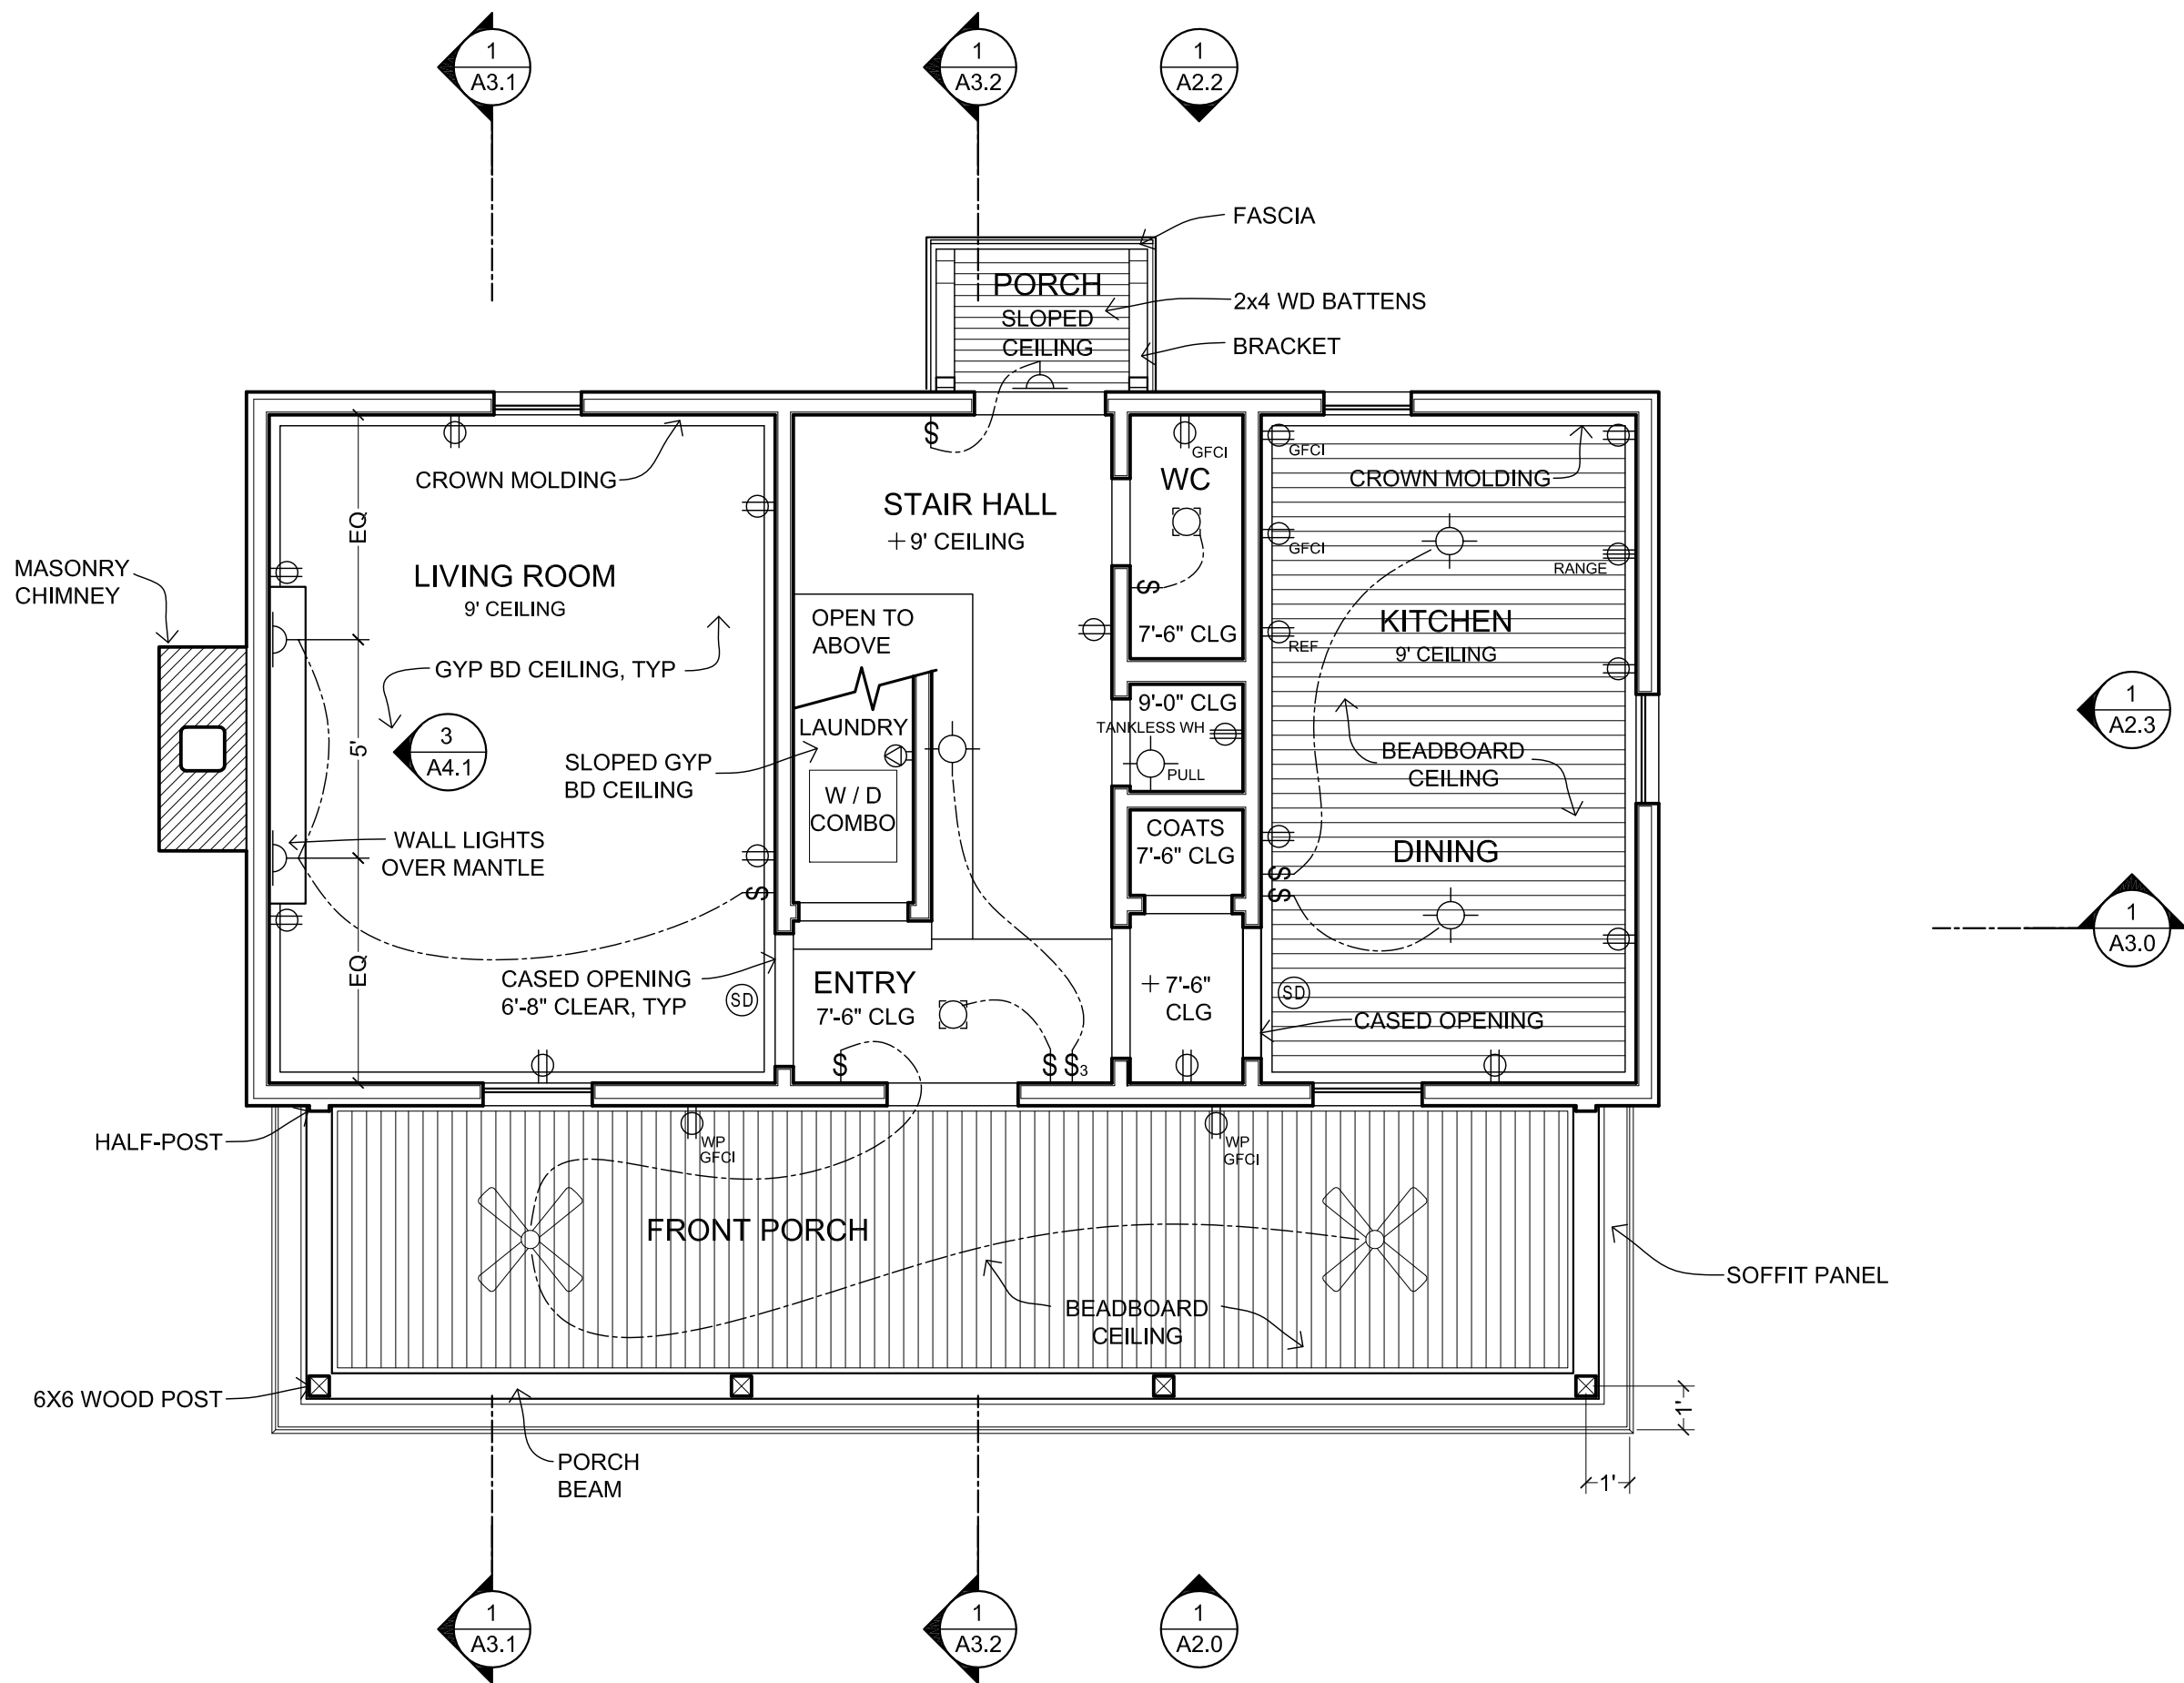 1
A3.1
1
A3.2
1
A2.2
FASCIA
PORCH
SLOPED
CEILING
2x4 WD BATTENS
BRACKET
$
GFCI
GFCI
CROWN MOLDING
WC
CROWN MOLDING
STAIR HALL
+ 9' CEILING
EQ
GFCI
MASONRY
CHIMNEY
LIVING ROOM
9' CEILING
RANGE
$
OPEN TO
ABOVE
7'-6" CLG
REF
KITCHEN
9' CEILING
GYP BD CEILING, TYP
9'-0" CLG
TANKLESS WH
PULL
1
A2.3
LAUNDRY
3
A4.1
5'
SLOPED GYP
BD CEILING
BEADBOARD
CEILING
W / D
COMBO
WALL LIGHTS
OVER MANTLE
COATS
7'-6" CLG
DINING
$
$
$
1
A3.0
EQ
CASED OPENING
6'-8" CLEAR, TYP
SD
ENTRY
7'-6" CLG
+ 7'-6"
CLG
SD
CASED OPENING
$
$
$3
HALF-POST
WP
GFCI
WP
GFCI
FRONT PORCH
SOFFIT PANEL
BEADBOARD
CEILING
6X6 WOOD POST
1'
PORCH
BEAM
1'
1
A3.1
1
A3.2
1
A2.0